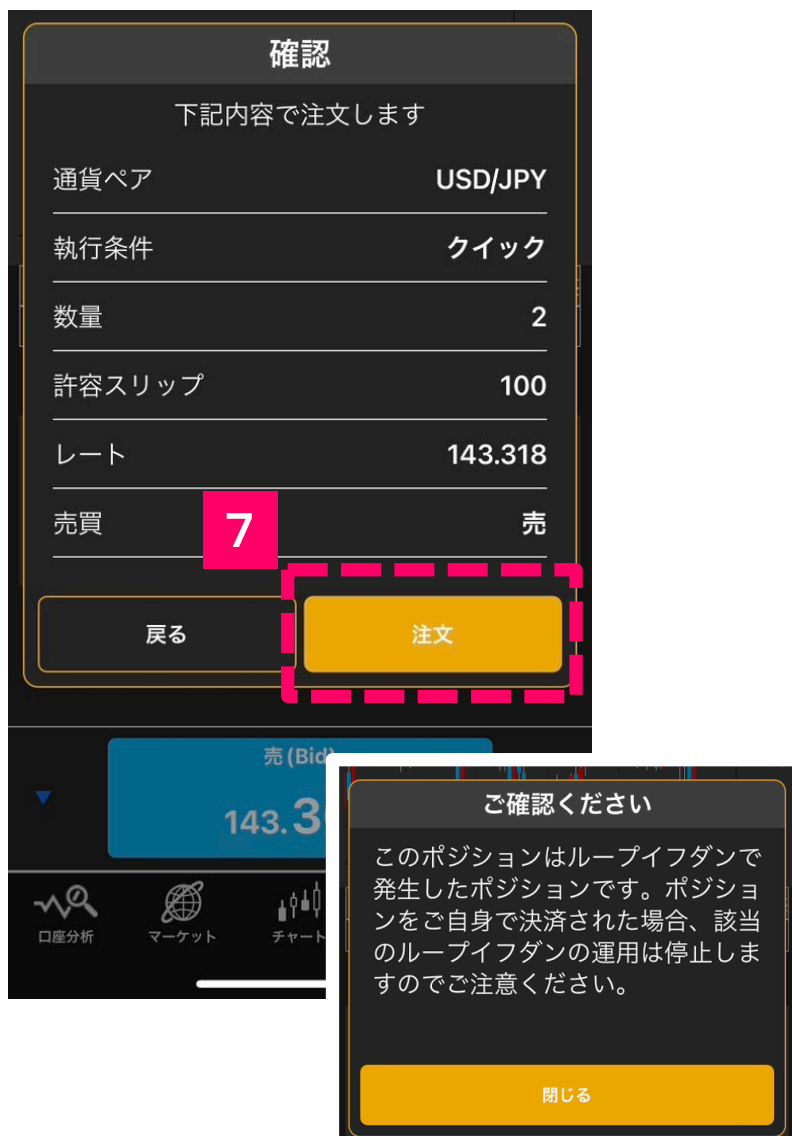 確認
下記内容で注文します
通貨ペア USD/JPY
執行条件 クイック
数量 2
許容スリップ 100
レート 143.318
売買 売
7
戻る 注文
売(Bid)
143.3
口座分析 マーケット チャート
ご確認ください
このポジションはループイフダンで
発生したポジションです。ポジショ
ンをご自身で決済された場合、該当
のループイフダンの運用は停止しま
すのでご注意ください。
閉じる